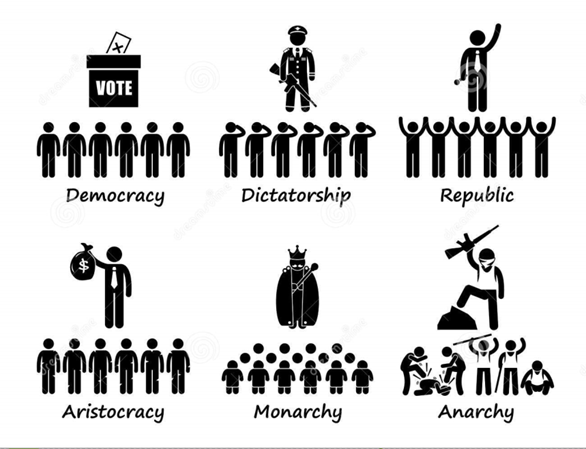 VOTE
Democracy
Dictatorship
Republic
$
Aristocracy
Monarchy
Anarchy